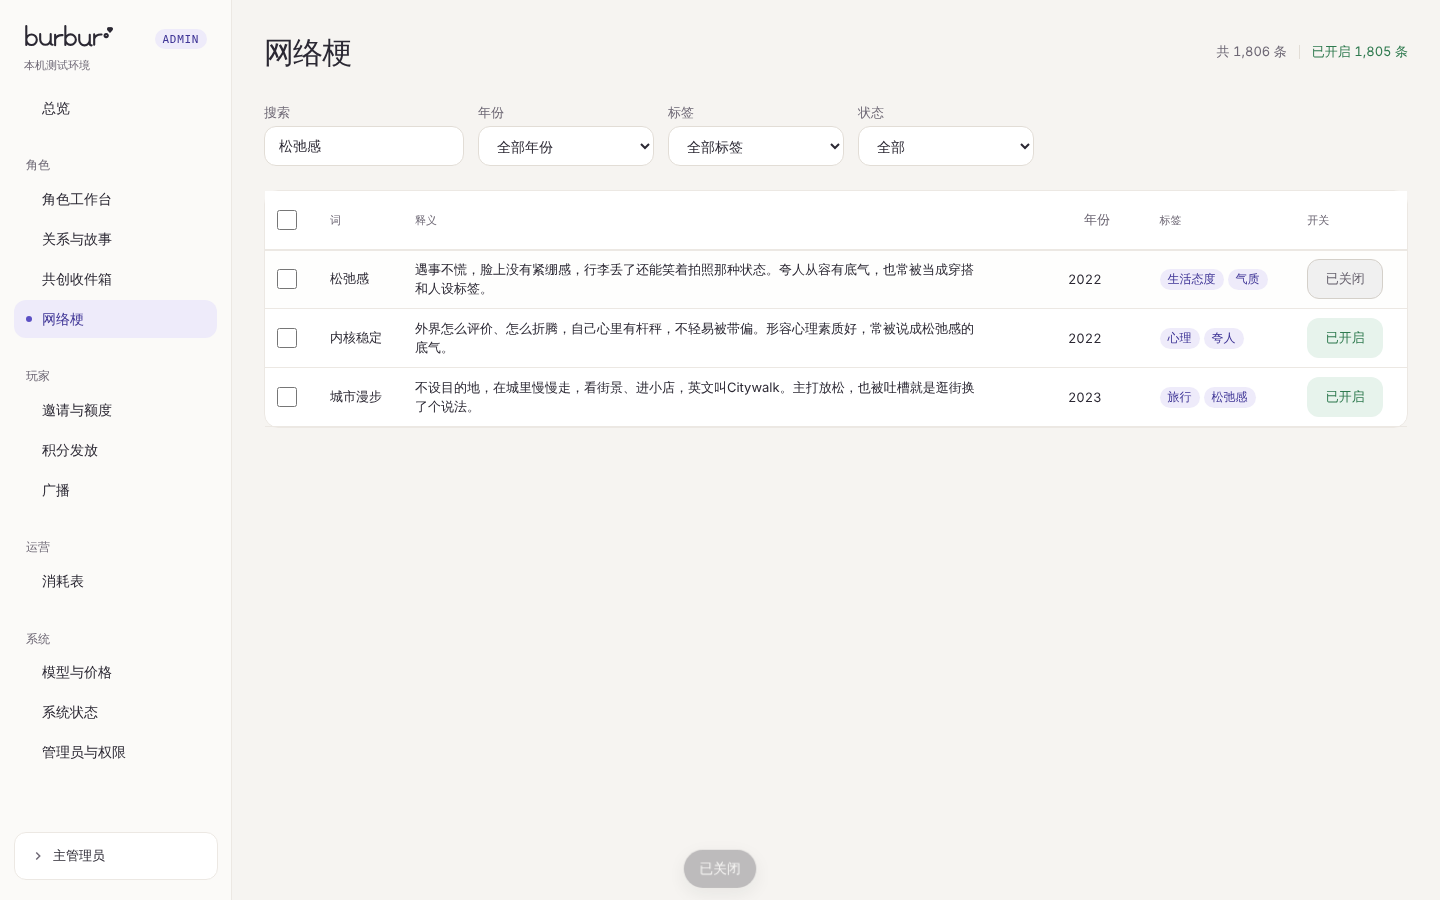 burbur
ADMIN
本机测试环境
总览
角色
角色工作台
关系与故事
共创收件箱
网络梗
玩家
邀请与额度
积分发放
广播
运营
消耗表
系统
模型与价格
系统状态
管理员与权限
主管理员
网络梗
共 1,806 条
已开启 1,805 条
搜索
年份
标签
状态
松弛感
全部年份
全部标签
全部
词
释义
年份
标签
开关
松弛感
遇事不慌，脸上没有紧绷感，行李丢了还能笑着拍照那种状态。夸人从容有底气，也常被当成穿搭
和人设标签。
2022
生活态度
气质
已关闭
内核稳定
外界怎么评价、怎么折腾，自己心里有杆秤，不轻易被带偏。形容心理素质好，常被说成松弛感的
底气。
2022
心理
夸人
已开启
城市漫步
不设目的地，在城里慢慢走，看街景、进小店，英文叫Citywalk。主打放松，也被吐槽就是逛街换
了个说法。
2023
旅行
松弛感
已开启
已关闭